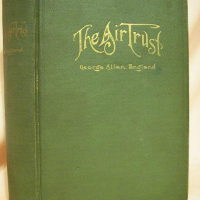 The Air Trust
George Allan England